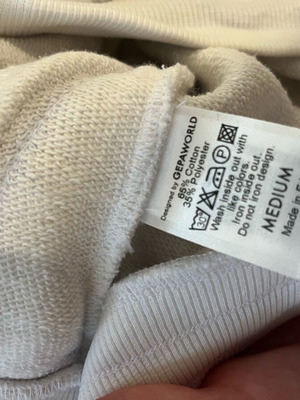 Designed by GEPAWORLD
65% Cotton
35% Polyester
30°
Wash inside out with
like colors.
Iron inside out.
Do not iron design.
MEDIUM
Made in